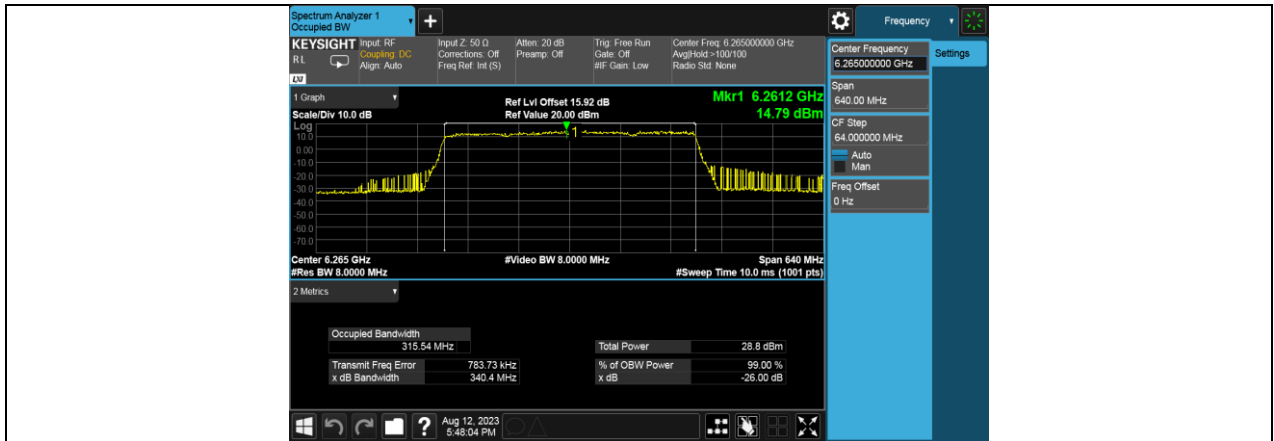 Spectrum Analyzer 1
Occupied BW
+
Frequency
KEYSIGHT
R L
LXI
Input: RF
Coupling: DC
Align: Auto
Input Z: 50 Ω
Corrections: Off
Freq Ref: Int (S)
Atten: 20 dB
Preamp: Off
Trig: Free Run
Gate: Off
#IF Gain: Low
Center Freq: 6.265000000 GHz
Avg|Hold:>100/100
Radio Std: None
Center Frequency
6.265000000 GHz
Settings
Span
640.00 MHz
CF Step
64.000000 MHz
Auto
Man
Freq Offset
0 Hz
1 Graph
Scale/Div 10.0 dB
Ref Lvl Offset 15.92 dB
Ref Value 20.00 dBm
Mkr1 6.2612 GHz
14.79 dBm
Log
10.0
0.00
-10.0
-20.0
-30.0
-40.0
-50.0
-60.0
-70.0
1
Center 6.265 GHz
#Video BW 8.0000 MHz
Span 640 MHz
#Res BW 8.0000 MHz
#Sweep Time 10.0 ms (1001 pts)
2 Metrics
Occupied Bandwidth
315.54 MHz
Transmit Freq Error 783.73 kHz
x dB Bandwidth 340.4 MHz
Total Power 28.8 dBm
% of OBW Power 99.00 %
x dB -26.00 dB
?
Aug 12, 2023
5:48:04 PM